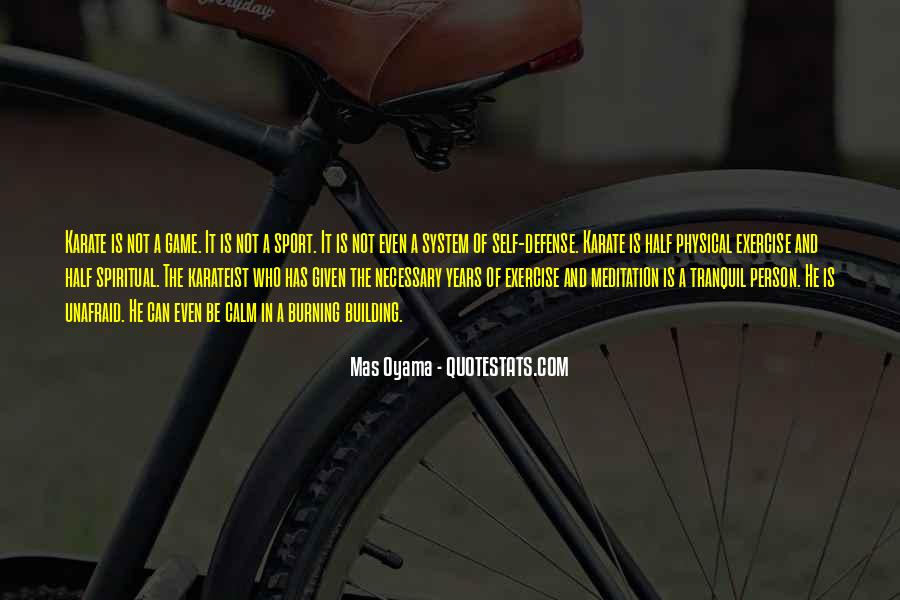 Everyday
Karate is not a game. It is not a sport. It is not even a system of self-defense. Karate is half physical exercise and
half spiritual. The karateist who has given the necessary years of exercise and meditation is a tranquil person. He is
unafraid. He can even be calm in a burning building.
Mas Oyama - QUOTESTATS.COM